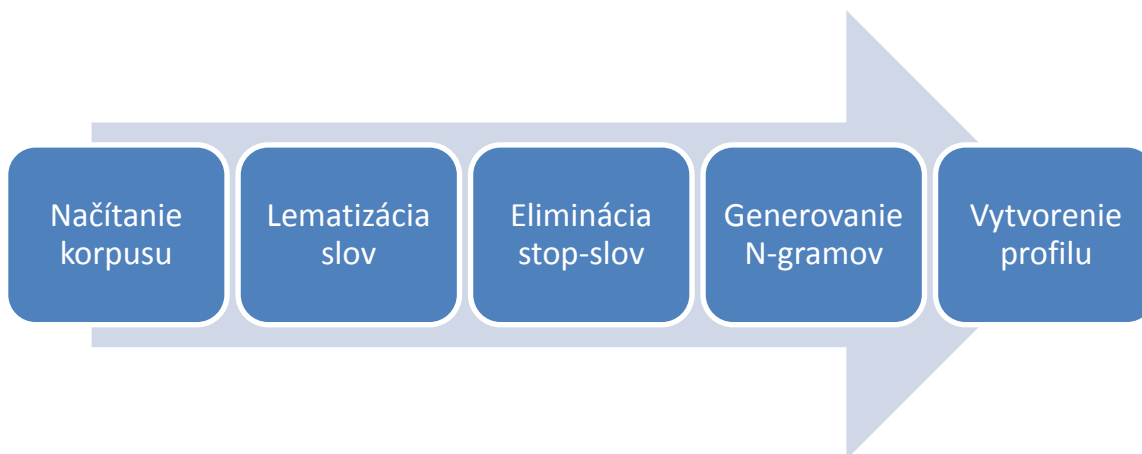 Načítanie
korpusu
Lematizácia
slov
Eliminácia
stop-slov
Generovanie
N-gramov
Vytvorenie
profilu